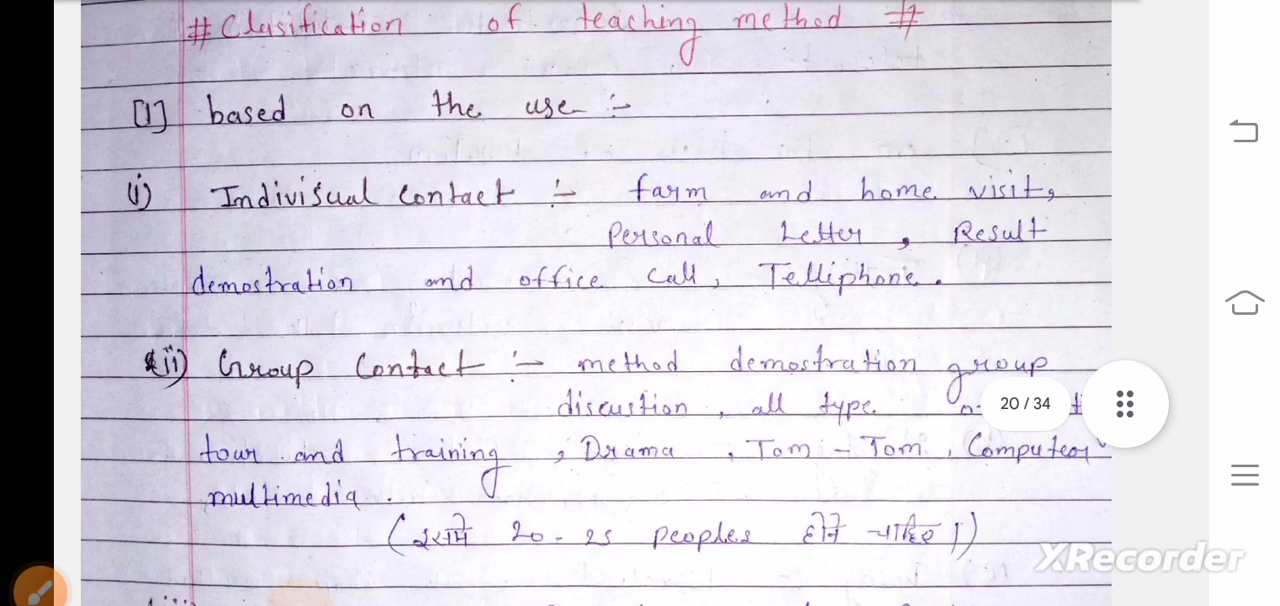 # Clasification of teaching method #
[1] based on the use :-
(i) Indivisual contact :- farm and home visit,
Personal Letter, Result
demostration and office call, Telliphone.
(ii) Group Contact :- method demostration group
discustion, all type
20 / 34
tour and training, Drama, Tom - Tom, Computer
multimedia.
(इसमे 20-25 peoples होने चाहिए।)
XRecorder